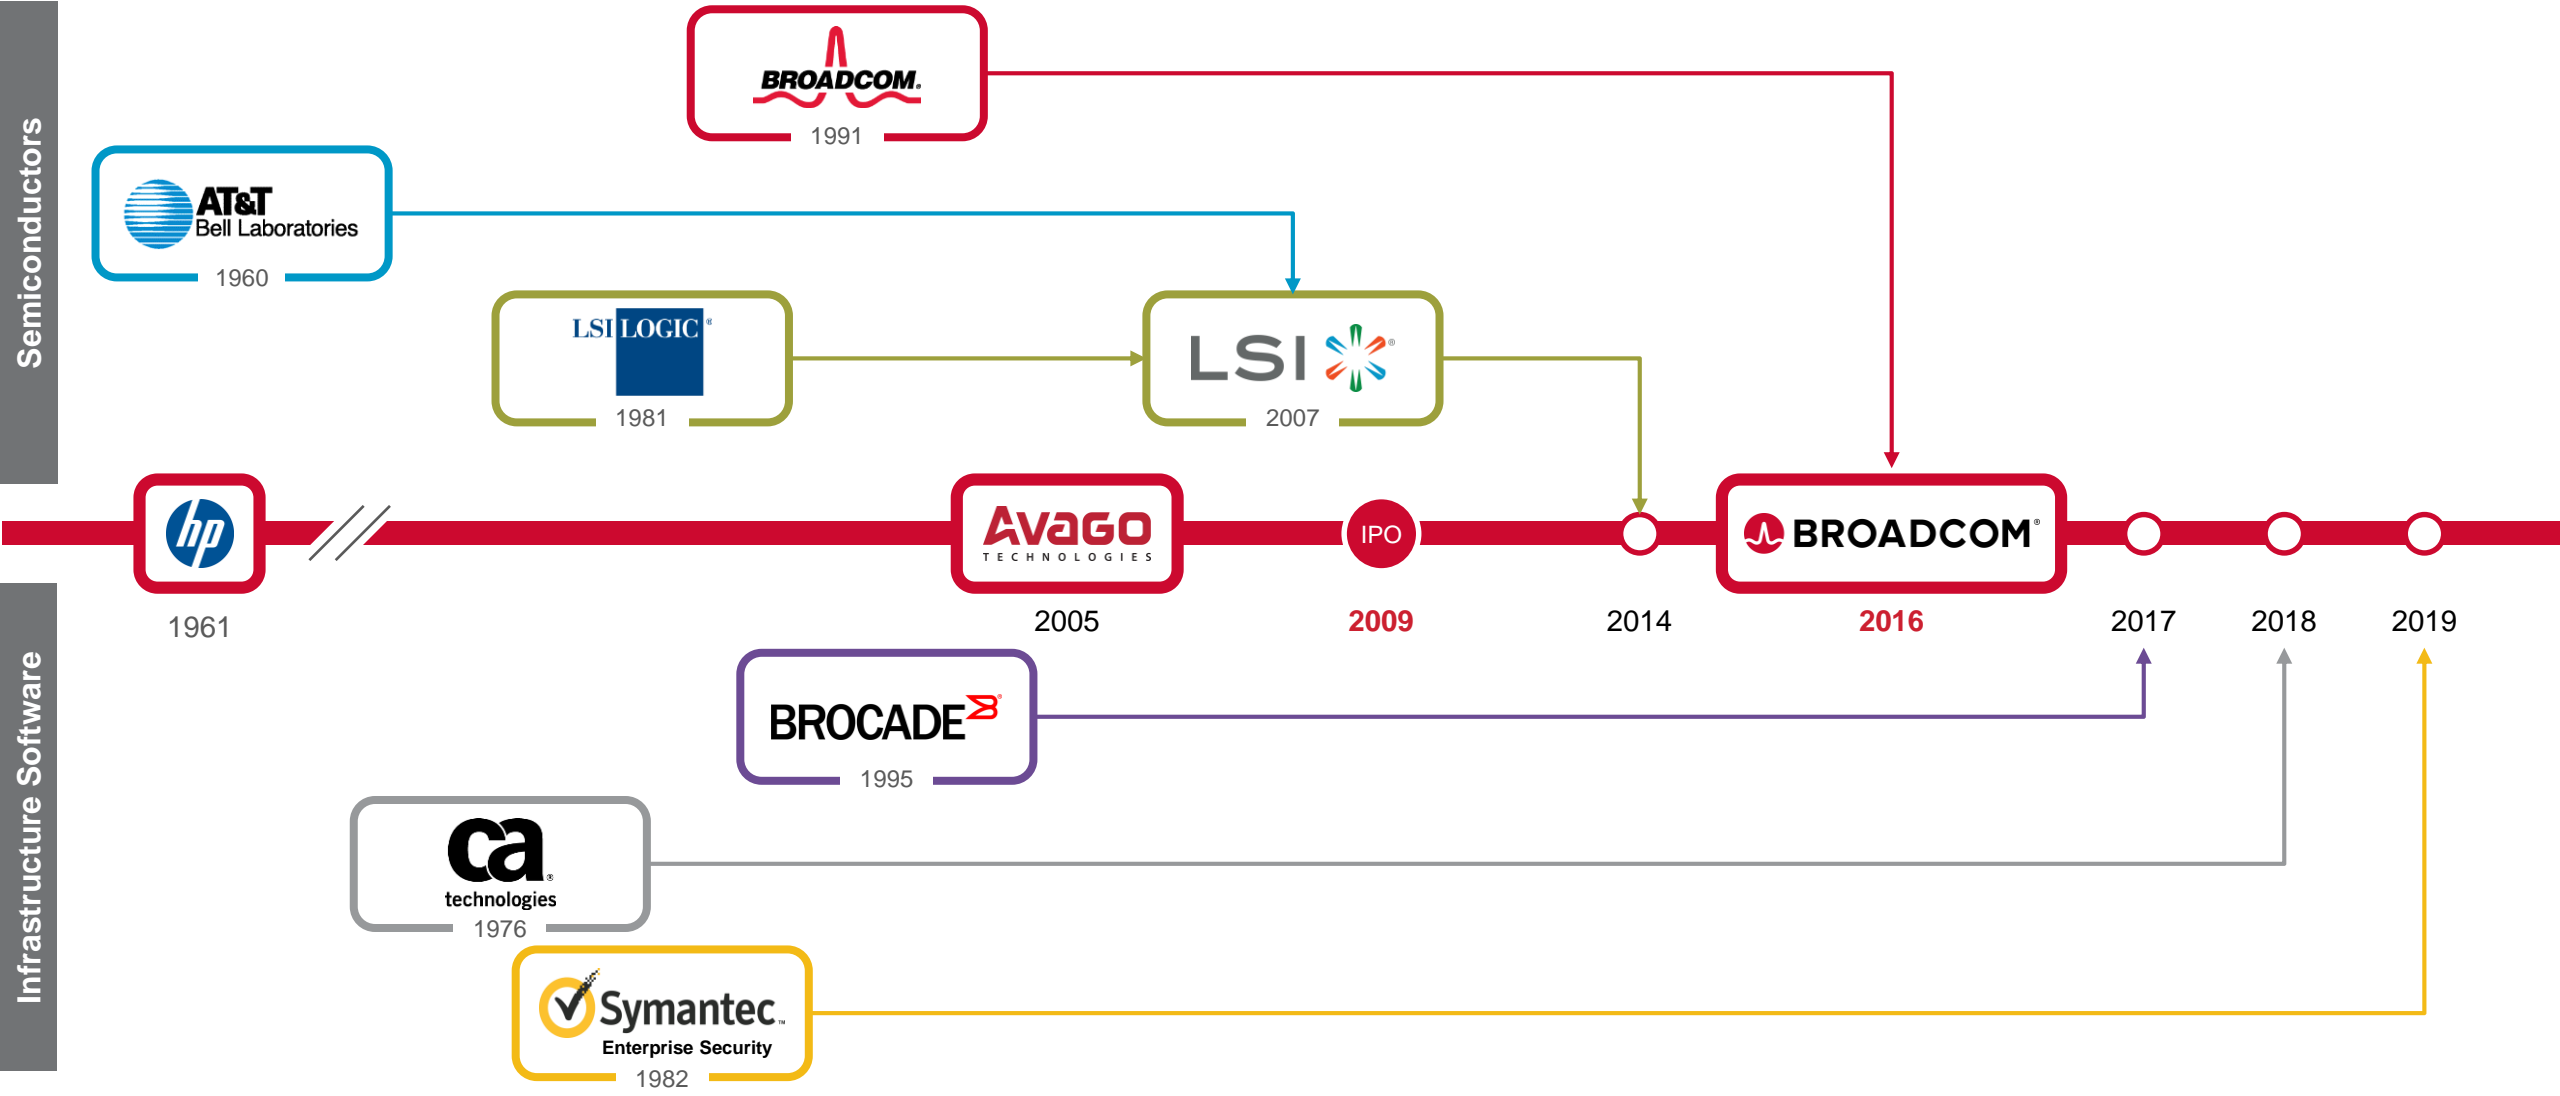 Semiconductors
BROADCOM®
1991
AT&T
Bell Laboratories
1960
LSI LOGIC®
1981
LSI®
2007
hp
1961
AVAGO
TECHNOLOGIES
2005
IPO
2009
2014
BROADCOM®
2016
2017
2018
2019
Infrastructure Software
BROCADE®
1995
ca®
technologies
1976
Symantec™
Enterprise Security
1982